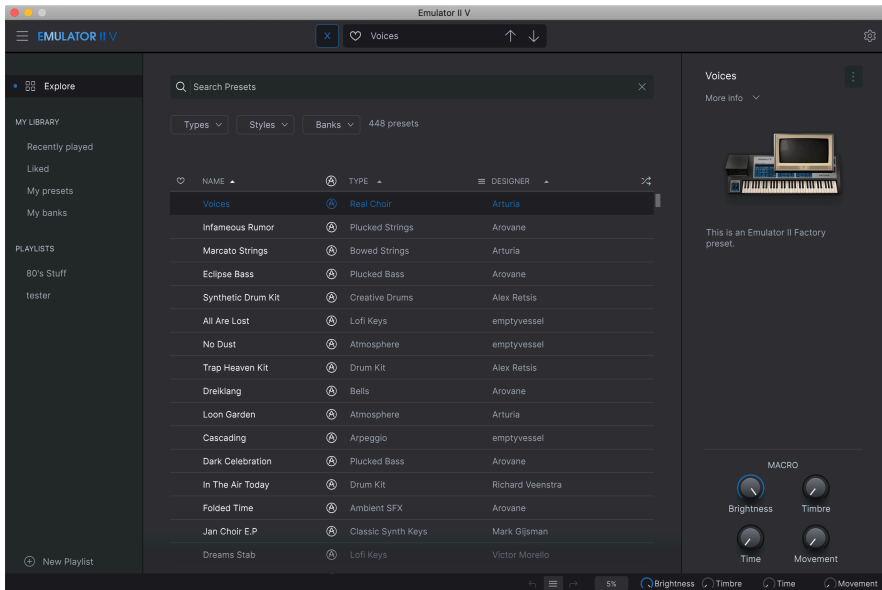 Emulator II V
EMULATOR II V
X
Voices
Explore
MY LIBRARY
Recently played
Liked
My presets
My banks
PLAYLISTS
80's Stuff
tester
New Playlist
Search Presets
Types Styles Banks 448 presets
NAME TYPE DESIGNER
Voices Real Choir Arturia
Infameous Rumor Plucked Strings Arovane
Marcato Strings Bowed Strings Arturia
Eclipse Bass Plucked Bass Arovane
Synthetic Drum Kit Creative Drums Alex Retsis
All Are Lost Lofi Keys emptyvessel
No Dust Atmosphere emptyvessel
Trap Heaven Kit Drum Kit Alex Retsis
Dreiklang Bells Arovane
Loon Garden Atmosphere Arturia
Cascading Arpeggio emptyvessel
Dark Celebration Plucked Bass Arovane
In The Air Today Drum Kit Richard Veenstra
Folded Time Ambient SFX Arovane
Jan Choir E.P Classic Synth Keys Mark Gijsman
Dreams Stab Lofi Keys Victor Morello
Voices
More info
This is an Emulator II Factory
preset.
MACRO
Brightness Timbre
Time Movement
5% Brightness Timbre Time Movement